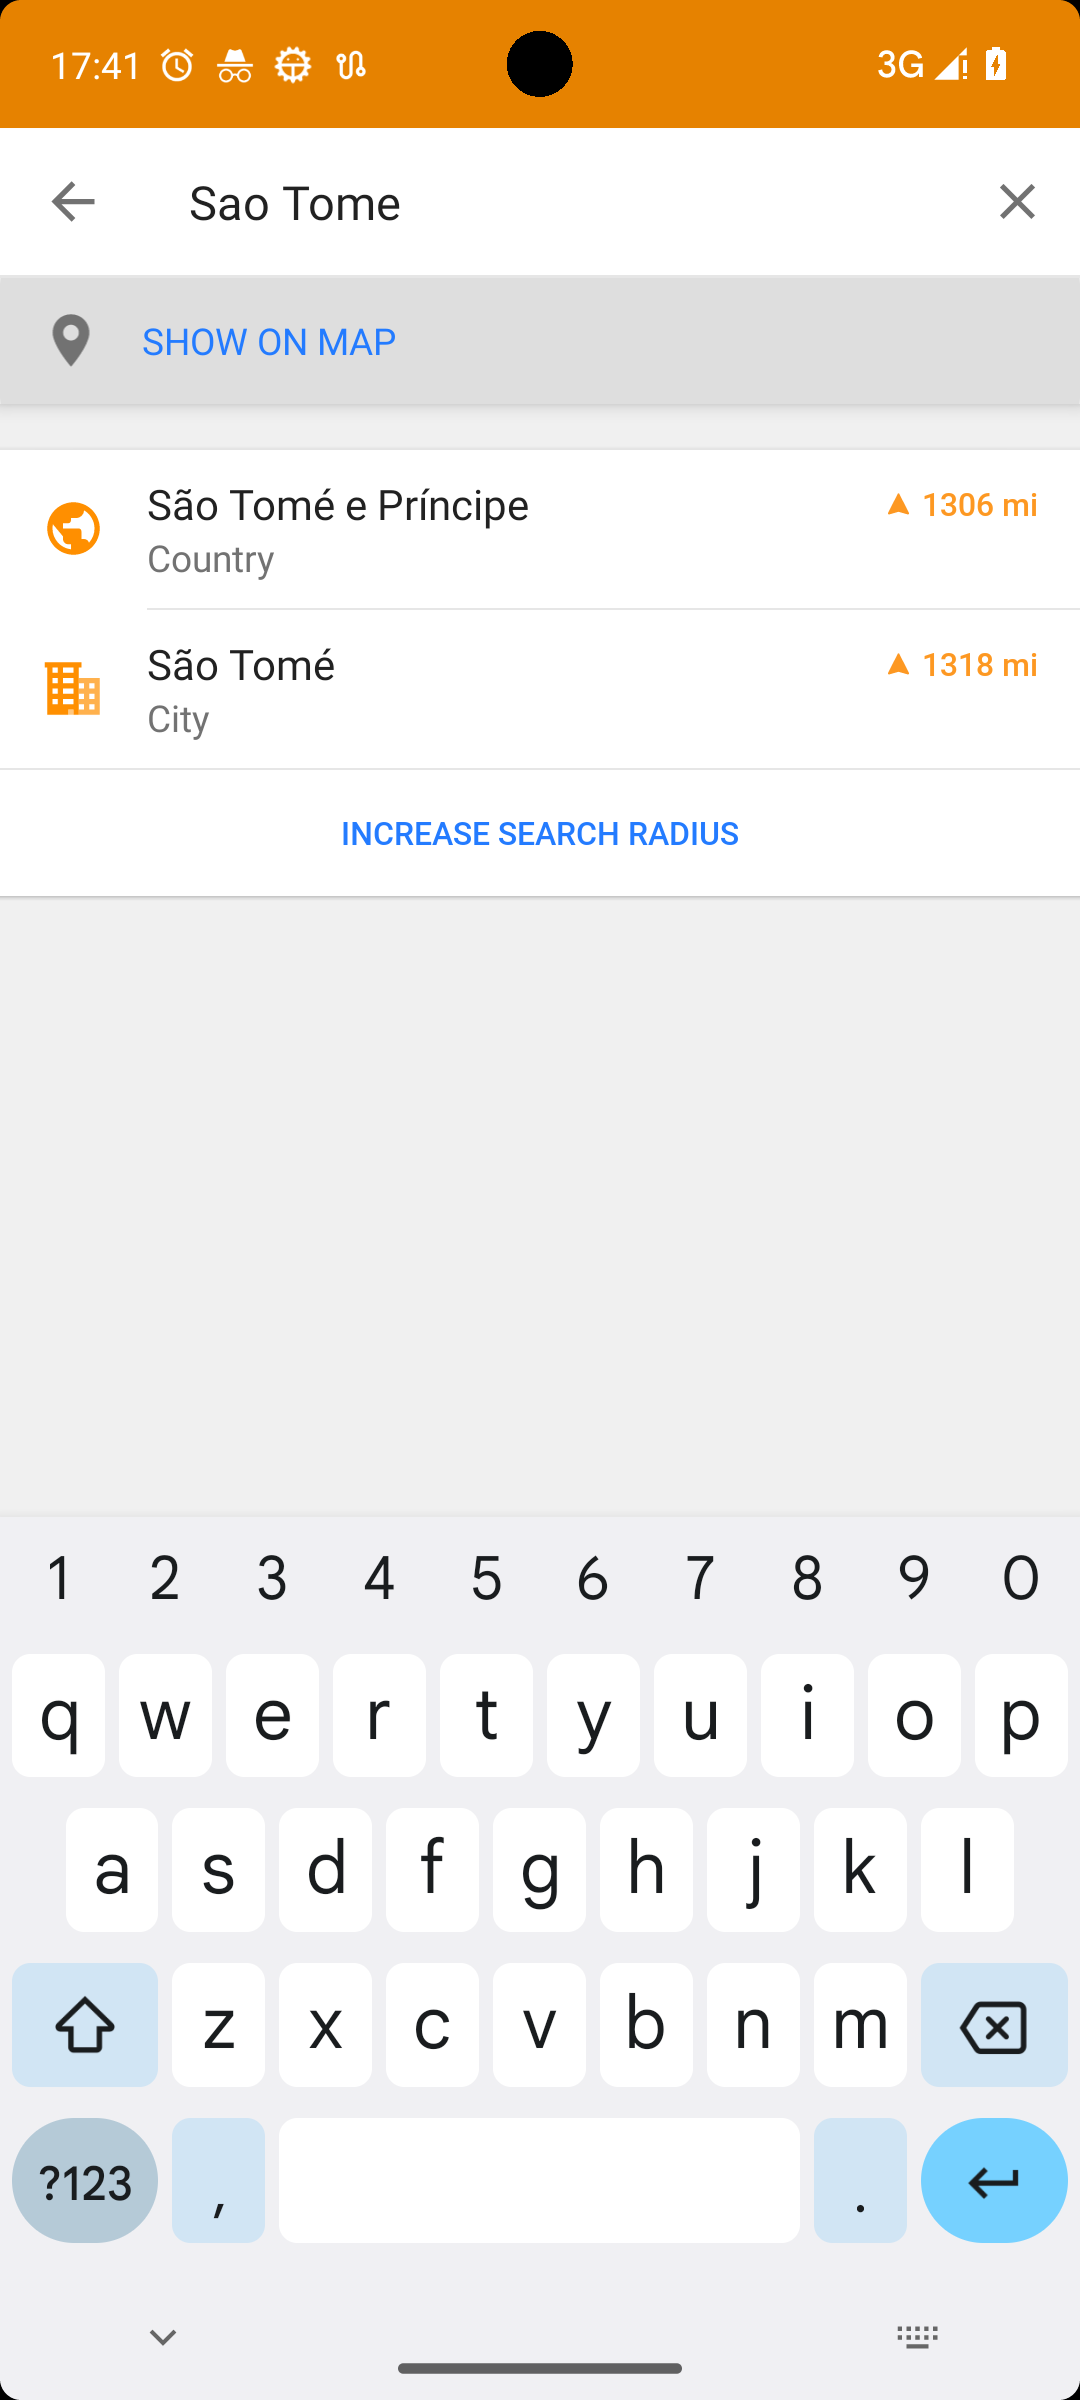 17:41
3G
Sao Tome
SHOW ON MAP
São Tomé e Príncipe
1306 mi
Country
São Tomé
1318 mi
City
INCREASE SEARCH RADIUS
1 2 3 4 5 6 7 8 9 0
q w e r t y u i o p
a s d f g h j k l
z x c v b n m
?123 , .